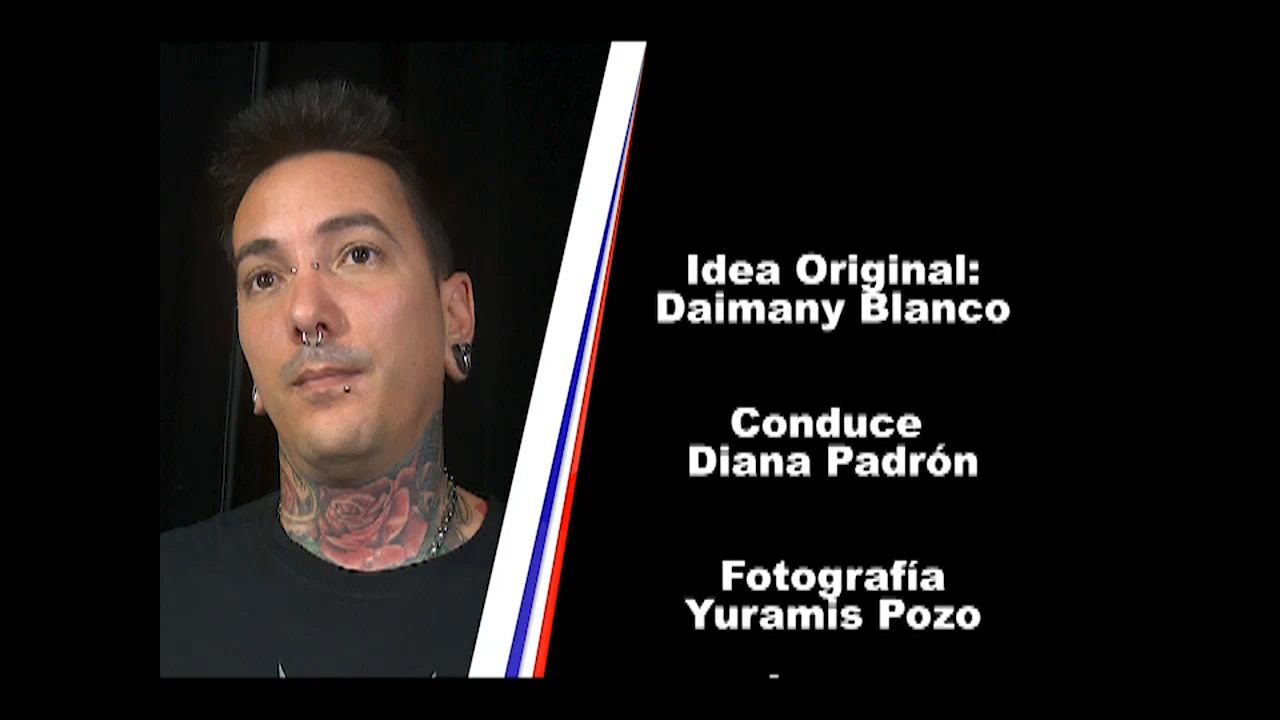 Idea Original:
Daimany Blanco
Conduce
Diana Padrón
Fotografía
Yuramis Pozo